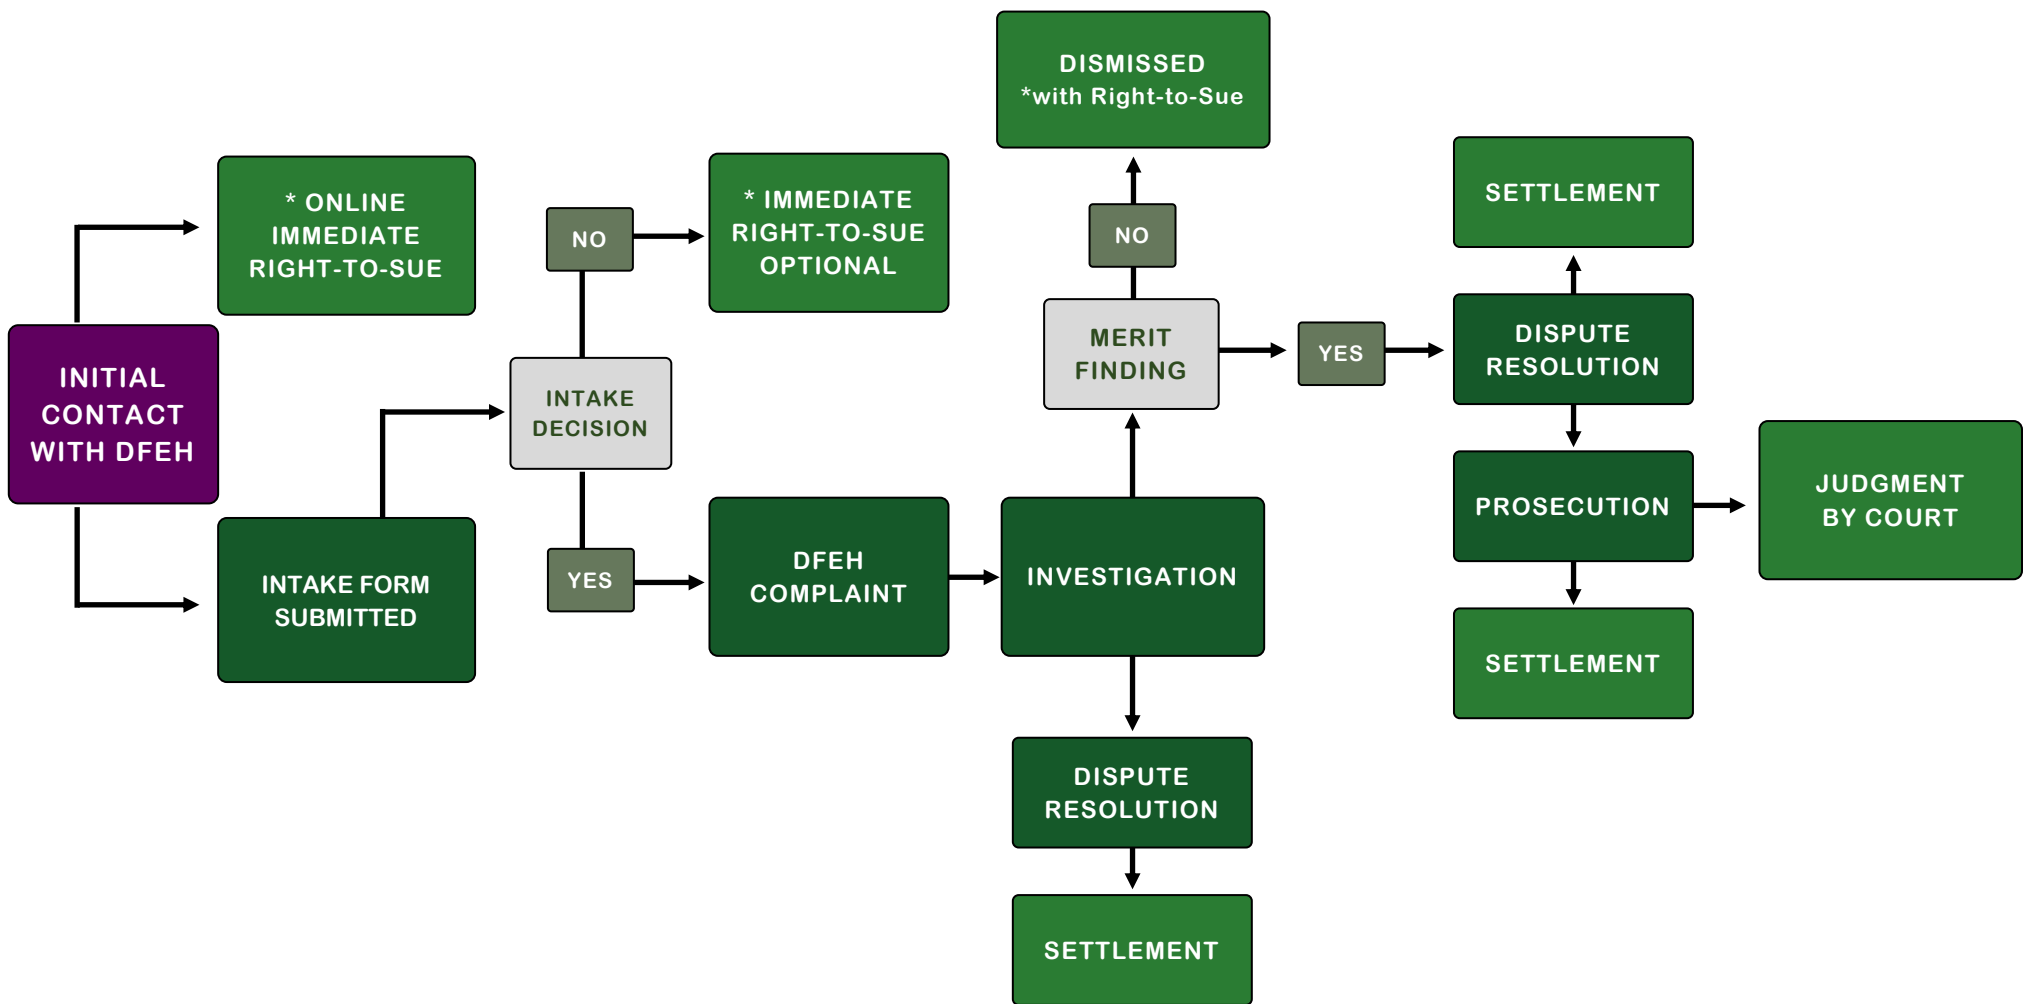 INITIAL
CONTACT
WITH DFEH
* ONLINE
IMMEDIATE
RIGHT-TO-SUE
INTAKE FORM
SUBMITTED
INTAKE
DECISION
NO
* IMMEDIATE
RIGHT-TO-SUE
OPTIONAL
YES
DFEH
COMPLAINT
INVESTIGATION
MERIT
FINDING
NO
DISMISSED
*with Right-to-Sue
YES
DISPUTE
RESOLUTION
SETTLEMENT
PROSECUTION
JUDGMENT
BY COURT
SETTLEMENT
DISPUTE
RESOLUTION
SETTLEMENT